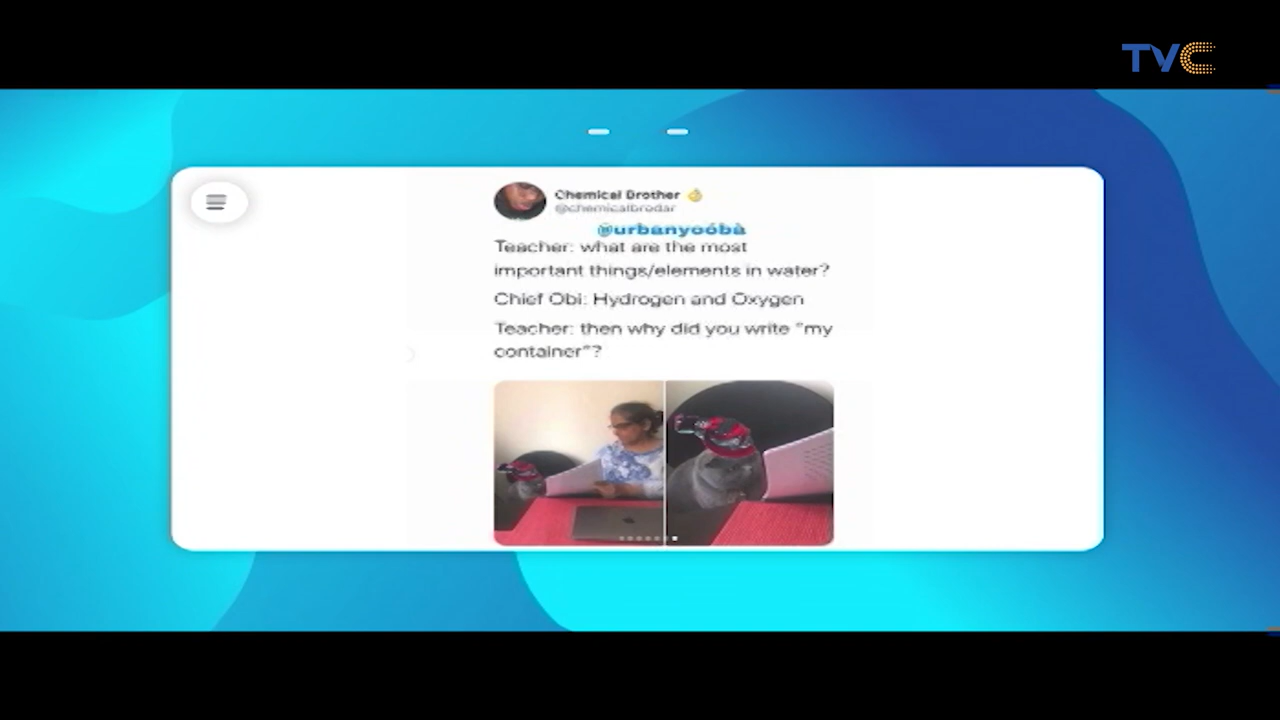 TVC
Chemical Brother
@chemicalbrodar
@urbanyoóbà
Teacher: what are the most
important things/elements in water?
Chief Obi: Hydrogen and Oxygen
Teacher: then why did you write "my
container"?